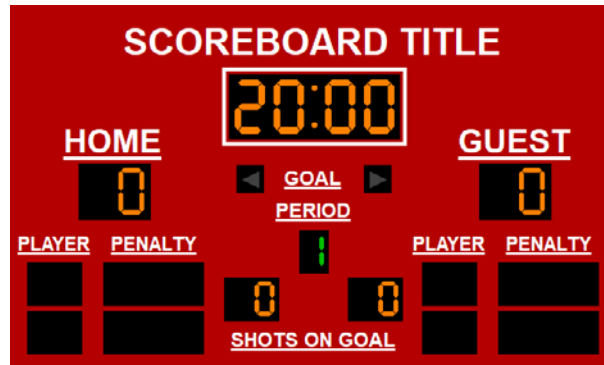 SCOREBOARD TITLE
20:00
HOME
GUEST
0
◀ GOAL ▶
0
PERIOD
1
PLAYER PENALTY
PLAYER PENALTY
0
0
SHOTS ON GOAL